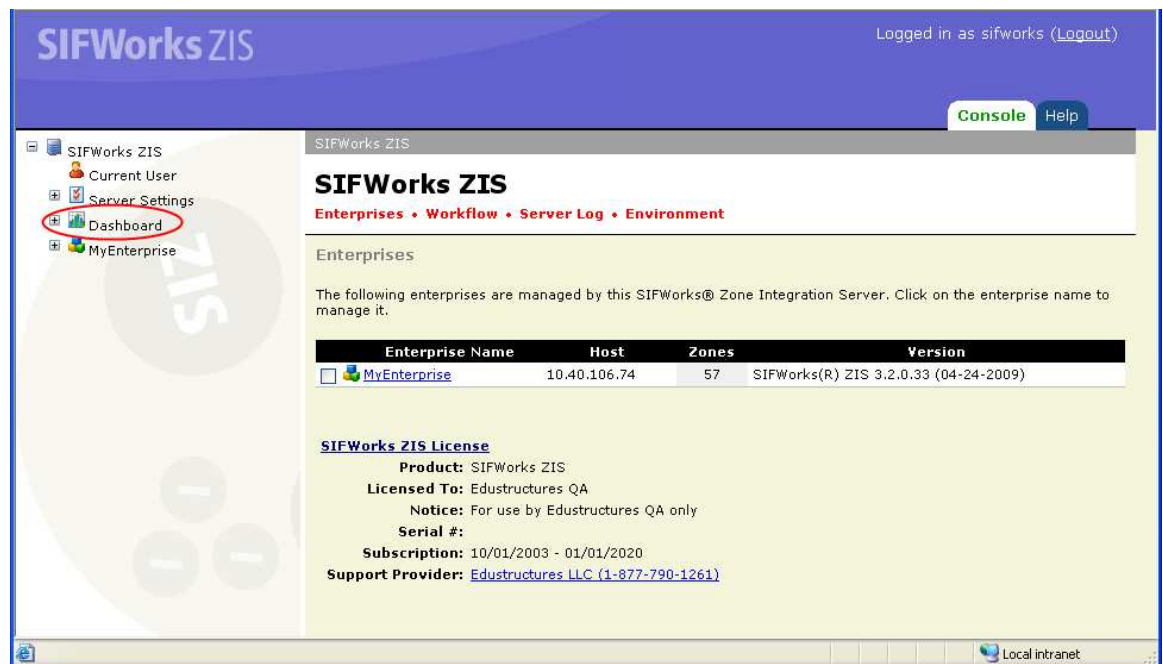 SIFWorks ZIS
Logged in as sifworks (Logout)
Console Help
SIFWorks ZIS
Current User
Server Settings
Dashboard
MyEnterprise
ZIS
SIFWorks ZIS
SIFWorks ZIS
Enterprises • Workflow • Server Log • Environment
Enterprises
The following enterprises are managed by this SIFWorks® Zone Integration Server. Click on the enterprise name to
manage it.
Enterprise Name Host Zones Version
MyEnterprise 10.40.106.74 57 SIFWorks(R) ZIS 3.2.0.33 (04-24-2009)
SIFWorks ZIS License
Product: SIFWorks ZIS
Licensed To: Edustructures QA
Notice: For use by Edustructures QA only
Serial #:
Subscription: 10/01/2003 - 01/01/2020
Support Provider: Edustructures LLC (1-877-790-1261)
Local intranet